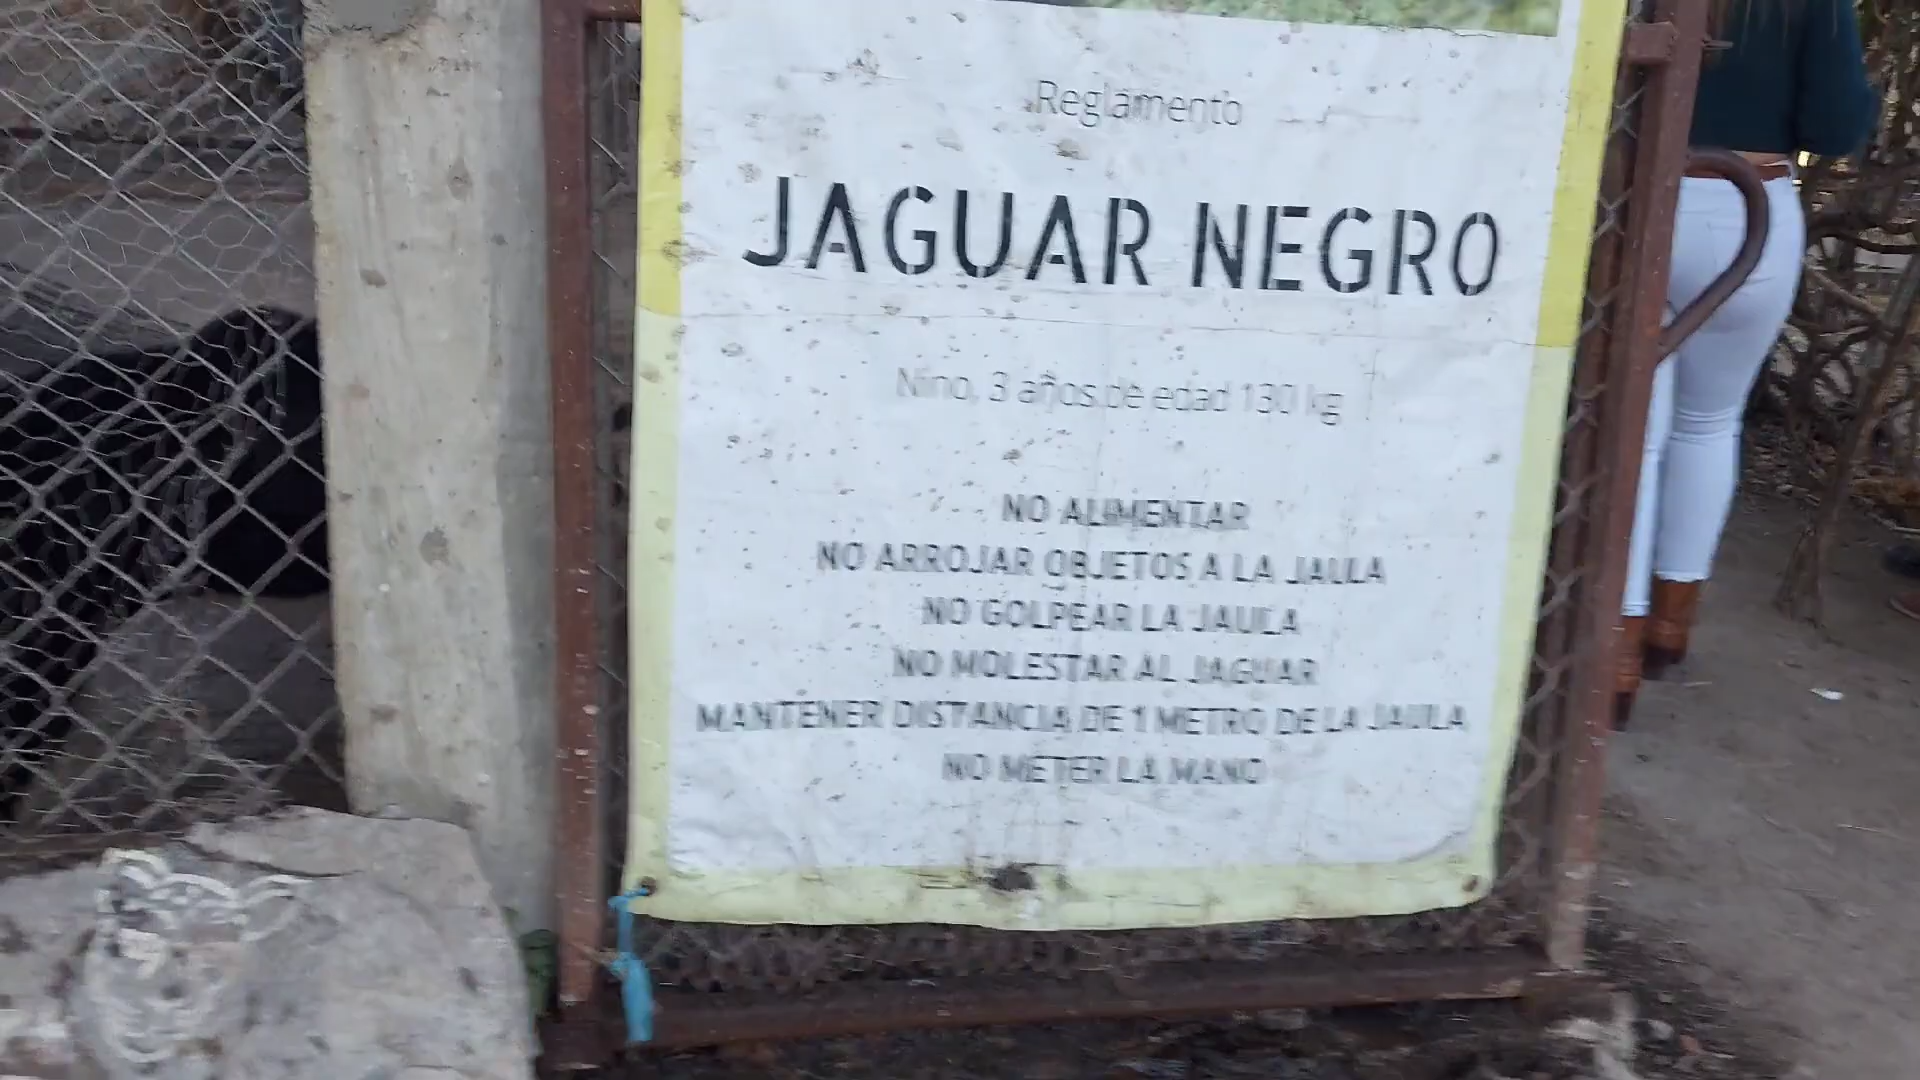 Reglamento
JAGUAR NEGRO
Nino, 3 años de edad 130 kg
NO ALIMENTAR
NO ARROJAR OBJETOS A LA JAULA
NO GOLPEAR LA JAULA
NO MOLESTAR AL JAGUAR
MANTENER DISTANCIA DE 1 METRO DE LA JAULA
NO METER LA MANO